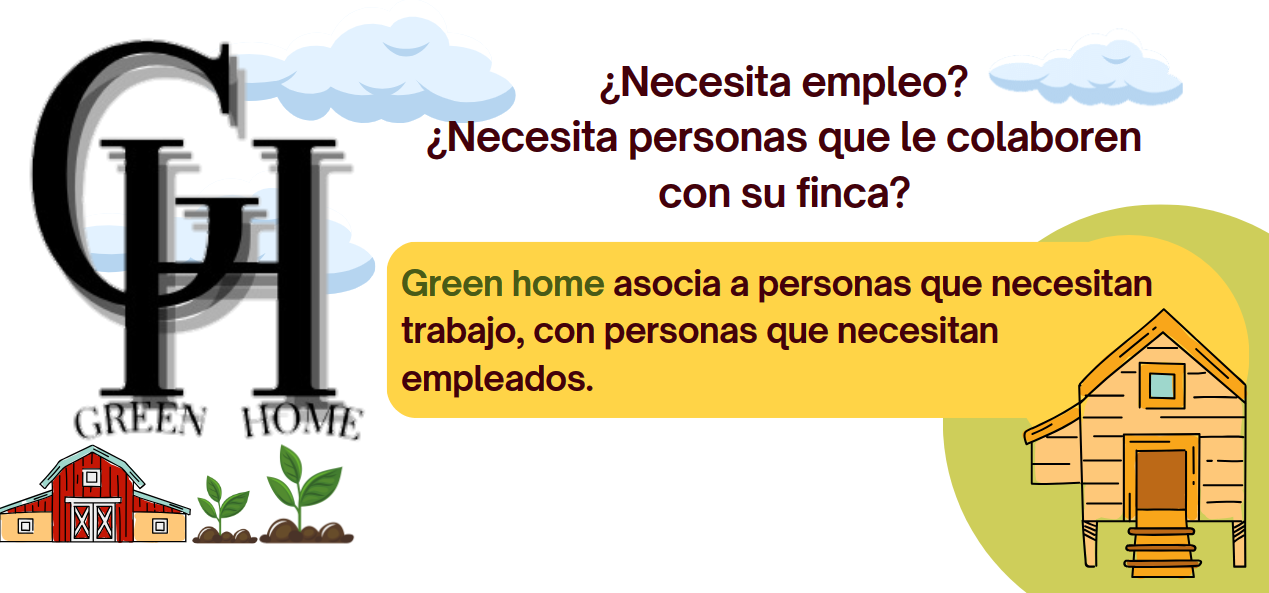 GH
GREEN HOME
¿Necesita empleo?
¿Necesita personas que le colaboren
con su finca?
Green home asocia a personas que necesitan
trabajo, con personas que necesitan
empleados.